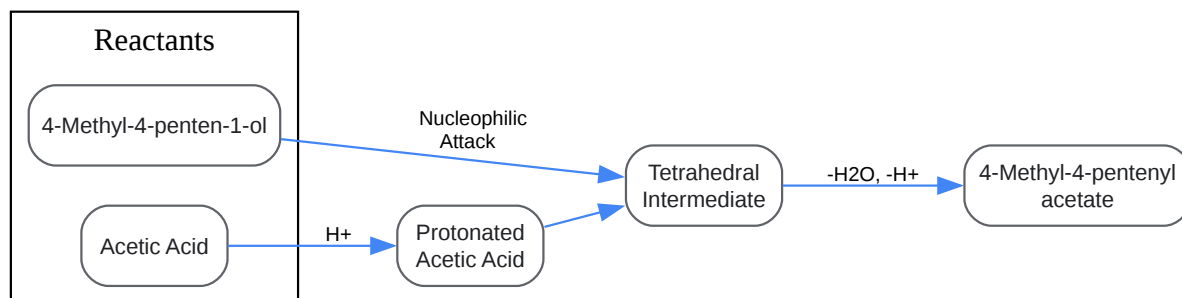 Reactants
4-Methyl-4-penten-1-ol
Nucleophilic
Attack
Acetic Acid
H+
Protonated
Acetic Acid
Tetrahedral
Intermediate
-H2O, -H+
4-Methyl-4-pentenyl
acetate